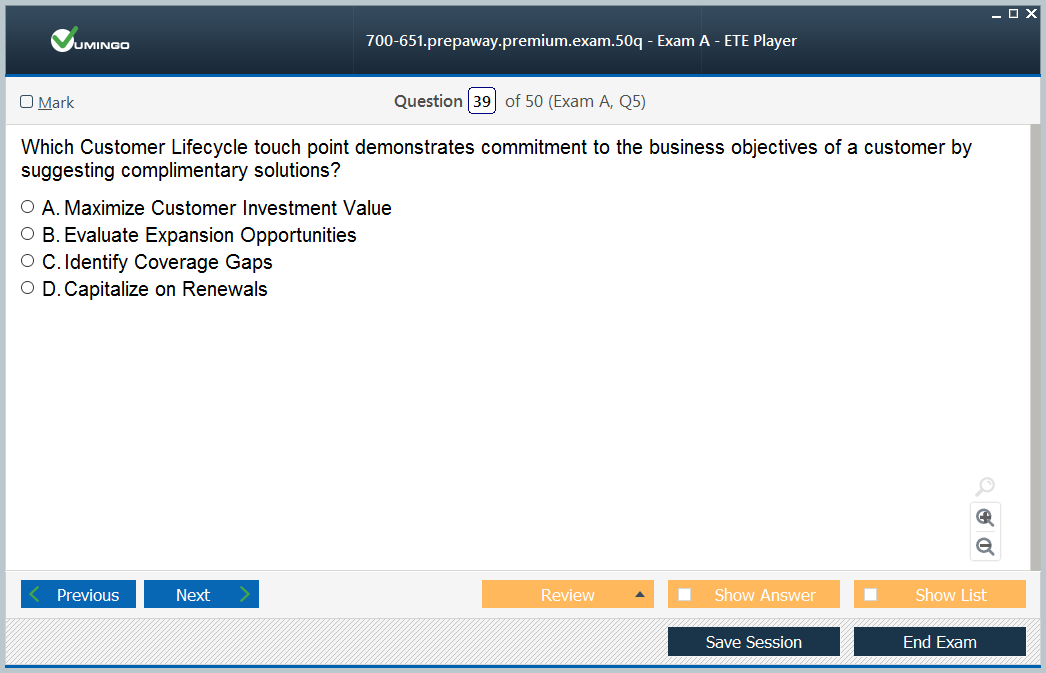 UMINGO
700-651.prepaway.premium.exam.50q - Exam A - ETE Player
Mark
Question 39 of 50 (Exam A, Q5)
Which Customer Lifecycle touch point demonstrates commitment to the business objectives of a customer by
suggesting complimentary solutions?
A. Maximize Customer Investment Value
B. Evaluate Expansion Opportunities
C. Identify Coverage Gaps
D. Capitalize on Renewals
Previous
Next
Review
Show Answer
Show List
Save Session
End Exam